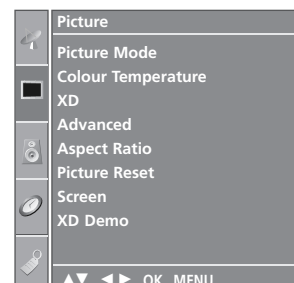 Picture
Picture Mode
Colour Temperature
XD
Advanced
Aspect Ratio
Picture Reset
Screen
XD Demo
▲▼ ◄► OK MENU